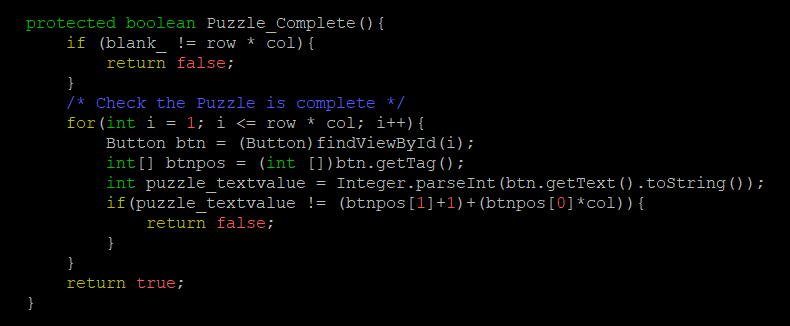 protected boolean Puzzle_Complete(){
    if (blank_ != row * col){
        return false;
    }
    /* Check the Puzzle is complete */
    for(int i = 1; i <= row * col; i++){
        Button btn = (Button)findViewById(i);
        int[] btnpos = (int [])btn.getTag();
        int puzzle_textvalue = Integer.parseInt(btn.getText().toString());
        if(puzzle_textvalue != (btnpos[1]+1)+(btnpos[0]*col)){
            return false;
        }
    }
    return true;
}